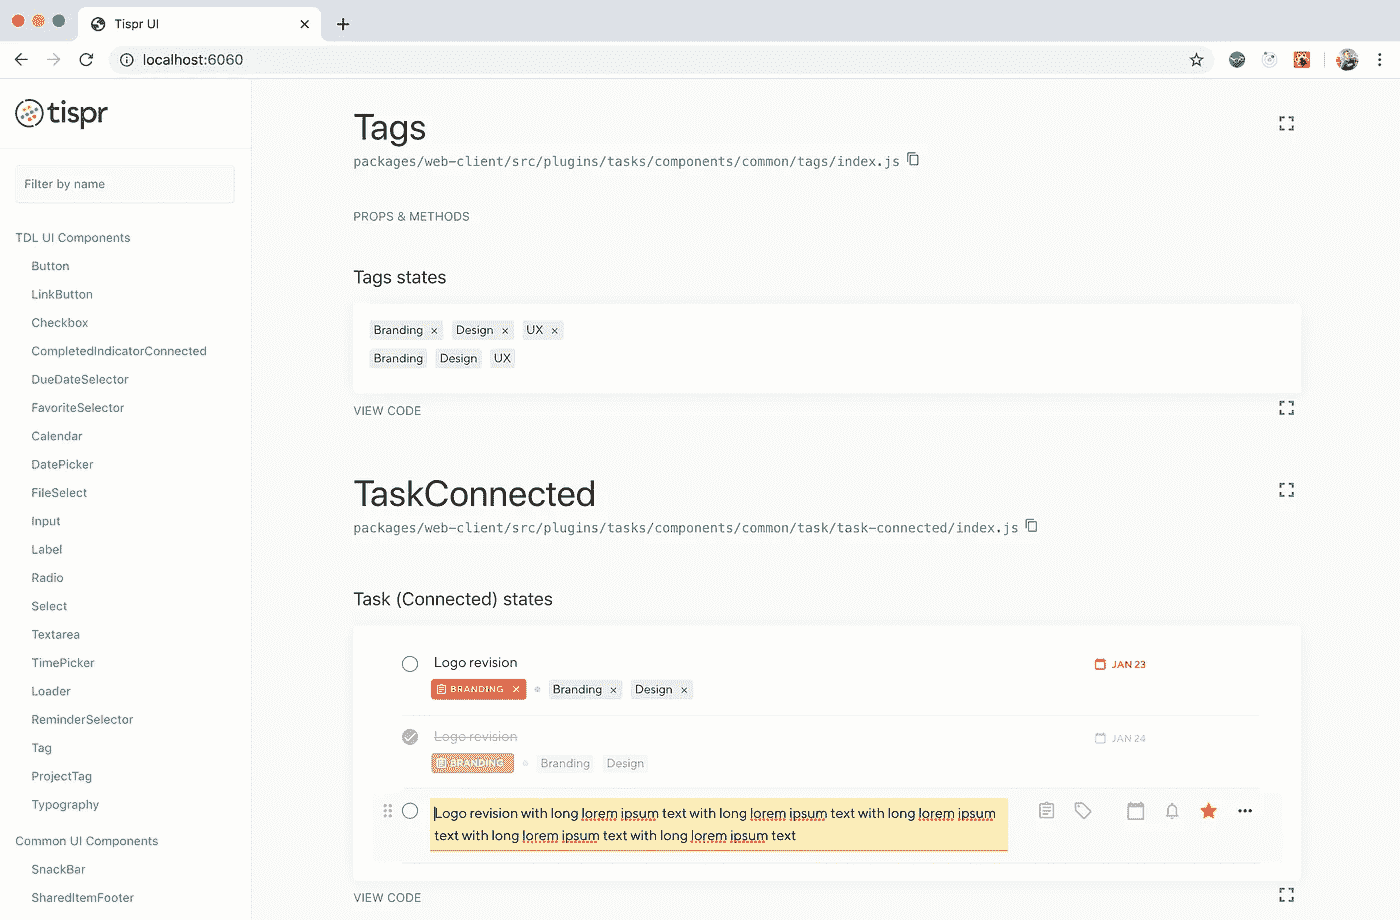 Tispr UI
localhost:6060
tispr
Filter by name
TDL UI Components
Button
LinkButton
Checkbox
CompletedIndicatorConnected
DueDateSelector
FavoriteSelector
Calendar
DatePicker
FileSelect
Input
Label
Radio
Select
Textarea
TimePicker
Loader
ReminderSelector
Tag
ProjectTag
Typography
Common UI Components
SnackBar
SharedItemFooter
Tags
packages/web-client/src/plugins/tasks/components/common/tags/index.js
PROPS & METHODS
Tags states
Branding × Design × UX ×
Branding Design UX
VIEW CODE
TaskConnected
packages/web-client/src/plugins/tasks/components/common/task/task-connected/index.js
Task (Connected) states
Logo revision JAN 23
BRANDING × Branding × Design ×
Logo revision JAN 24
BRANDING Branding Design
Logo revision with long lorem ipsum text with long lorem ipsum text with long lorem ipsum
text with long lorem ipsum text with long lorem ipsum text
VIEW CODE